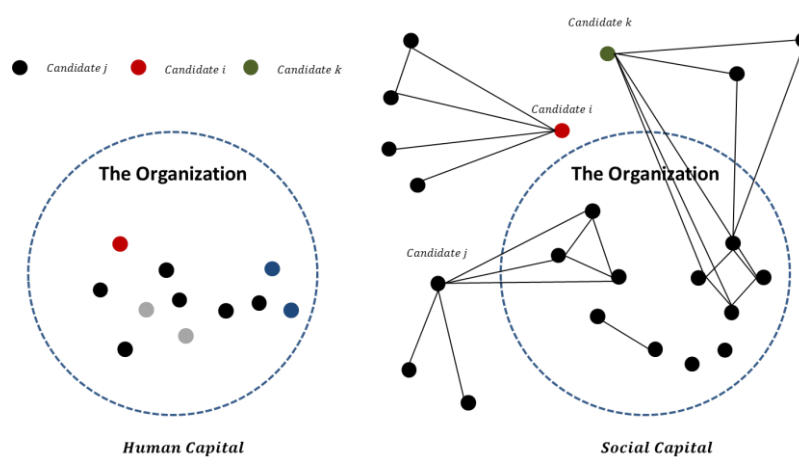 Candidate k
Candidate j Candidate i Candidate k
Candidate i
The Organization
The Organization
Candidate j
Human Capital
Social Capital